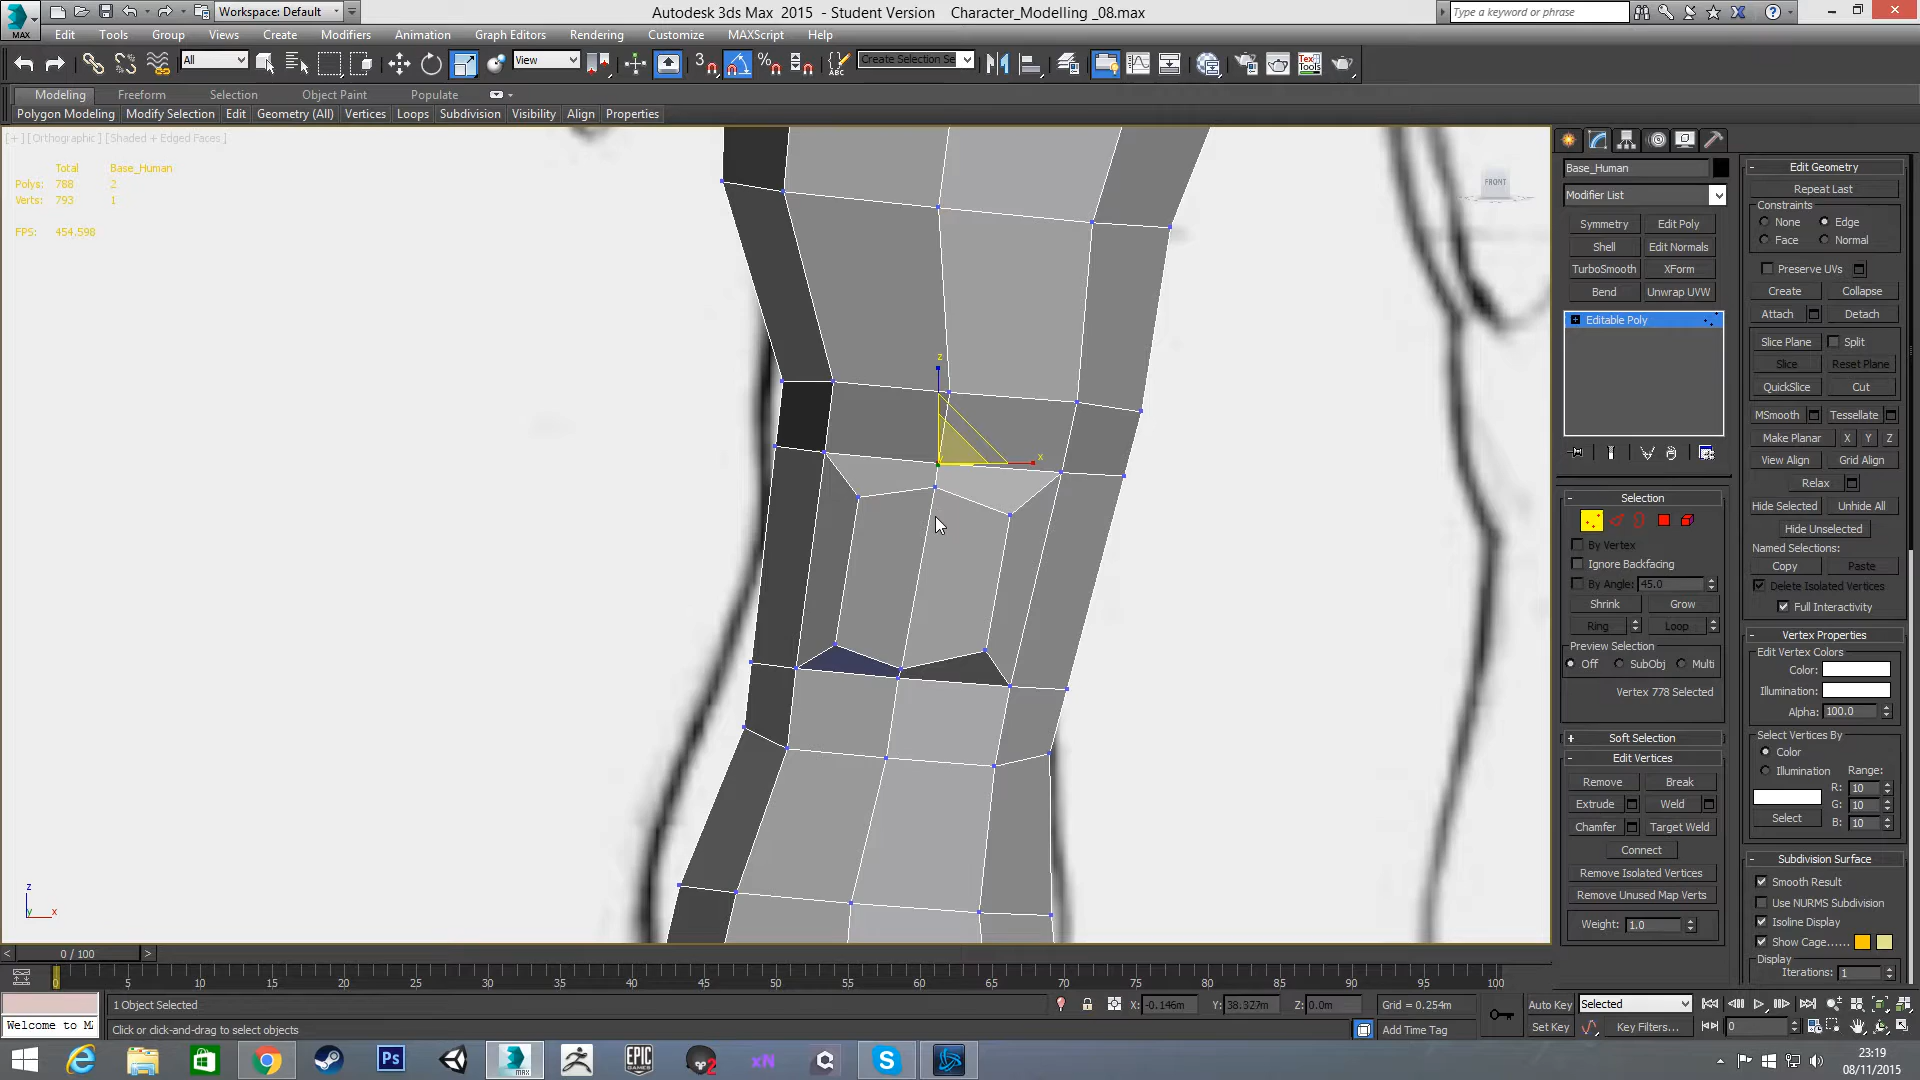 Autodesk 3ds Max 2015 - Student Version Character_Modelling _08.max
Workspace: Default
Type a keyword or phrase
MAX
Edit Tools Group Views Create Modifiers Animation Graph Editors Rendering Customize MAXScript Help
All
View
Create Selection Se
Modeling Freeform Selection Object Paint Populate
Polygon Modeling Modify Selection Edit Geometry (All) Vertices Loops Subdivision Visibility Align Properties
[+] [Orthographic] [Shaded + Edged Faces]
Total Base_Human
Polys: 788 2
Verts: 793 1
FPS: 454.598
FRONT
z
x
z
y x
Base_Human
Modifier List
Symmetry Edit Poly
Shell Edit Normals
TurboSmooth XForm
Bend Unwrap UVW
Editable Poly
Selection
By Vertex
Ignore Backfacing
By Angle: 45.0
Shrink Grow
Ring Loop
Preview Selection
Off SubObj Multi
Vertex 778 Selected
Soft Selection
Edit Vertices
Remove Break
Extrude Weld
Chamfer Target Weld
Connect
Remove Isolated Vertices
Remove Unused Map Verts
Weight: 1.0
Edit Geometry
Repeat Last
Constraints
None Edge
Face Normal
Preserve UVs
Create Collapse
Attach Detach
Slice Plane Split
Slice Reset Plane
QuickSlice Cut
MSmooth Tessellate
Make Planar X Y Z
View Align Grid Align
Relax
Hide Selected Unhide All
Hide Unselected
Named Selections:
Copy Paste
Delete Isolated Vertices
Full Interactivity
Vertex Properties
Edit Vertex Colors
Color:
Illumination:
Alpha: 100.0
Select Vertices By
Color
Illumination Range:
R: 10
G: 10
B: 10
Select
Subdivision Surface
Smooth Result
Use NURMS Subdivision
Isoline Display
Show Cage......
Display
Iterations: 1
0 / 100
0 5 10 15 20 25 30 35 40 45 50 55 60 65 70 75 80 85 90 95 100
1 Object Selected
X: -0.146m Y: 38.327m Z: 0.0m Grid = 0.254m
Auto Key Selected
Welcome to M
Click or click-and-drag to select objects
Add Time Tag
Set Key Key Filters... 0
23:19
08/11/2015